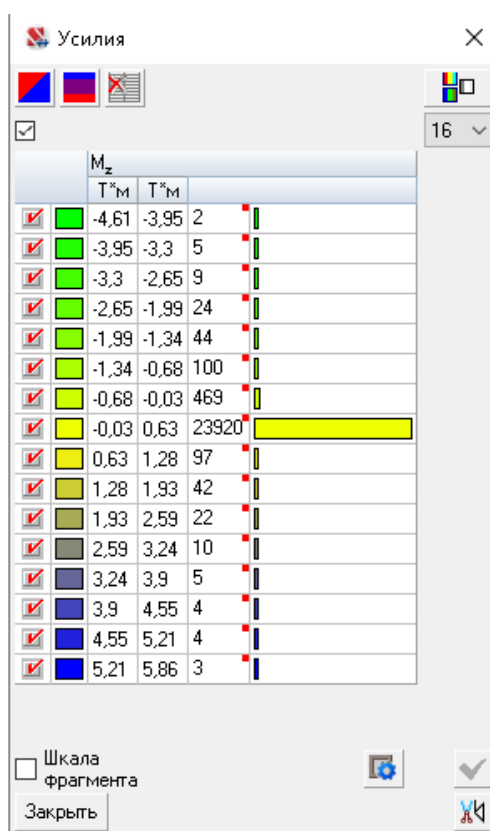 Усилия
16
Mz
Т*м Т*м
-4,61 -3,95 2
-3,95 -3,3 5
-3,3 -2,65 9
-2,65 -1,99 24
-1,99 -1,34 44
-1,34 -0,68 100
-0,68 -0,03 469
-0,03 0,63 23920
0,63 1,28 97
1,28 1,93 42
1,93 2,59 22
2,59 3,24 10
3,24 3,9 5
3,9 4,55 4
4,55 5,21 4
5,21 5,86 3
Шкала
фрагмента
Закрыть